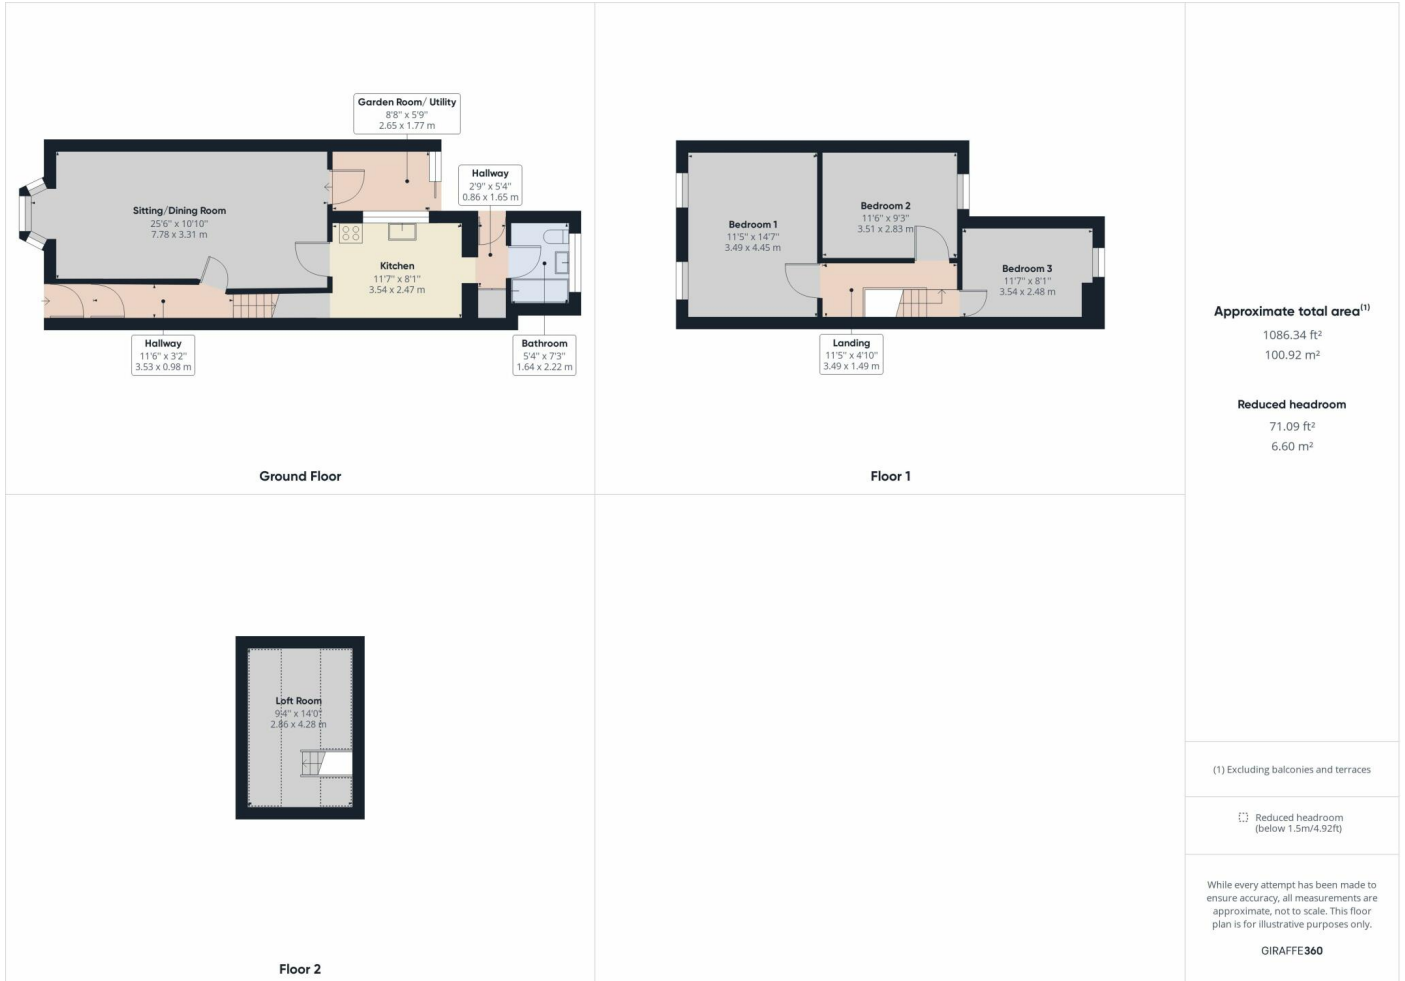 Garden Room/ Utility
8'8" x 5'9"
2.65 x 1.77 m
Hallway
2'9" x 5'4"
0.86 x 1.65 m
Sitting/Dining Room
25'6" x 10'10"
7.78 x 3.31 m
Kitchen
11'7" x 8'1"
3.54 x 2.47 m
Hallway
11'6" x 3'2"
3.53 x 0.98 m
Bathroom
5'4" x 7'3"
1.64 x 2.22 m
Ground Floor
Bedroom 1
11'5" x 14'7"
3.49 x 4.45 m
Bedroom 2
11'6" x 9'3"
3.51 x 2.83 m
Bedroom 3
11'7" x 8'1"
3.54 x 2.48 m
Landing
11'5" x 4'10"
3.49 x 1.49 m
Floor 1
Loft Room
9'4" x 14'0"
2.86 x 4.28 m
Floor 2
Approximate total area(1)
1086.34 ft²
100.92 m²
Reduced headroom
71.09 ft²
6.60 m²
(1) Excluding balconies and terraces
Reduced headroom
(below 1.5m/4.92ft)
While every attempt has been made to
ensure accuracy, all measurements are
approximate, not to scale. This floor
plan is for illustrative purposes only.
GIRAFFE360